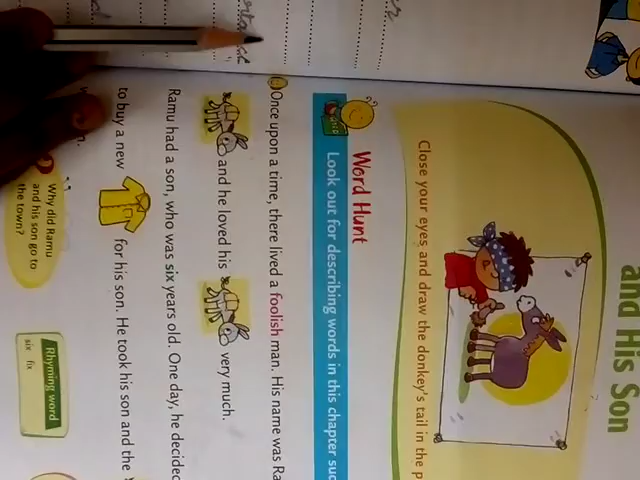 and His Son
Close your eyes and draw the donkey's tail in the
Word Hunt
Look out for describing words in this chapter
Once upon a time, there lived a foolish man. His name was
and he loved his very much.
Ramu had a son, who was six years old. One day, he
to buy a new for his son. He took his son and the
Why did Ramu
and his son go to
the town?
Rhyming word
six fix